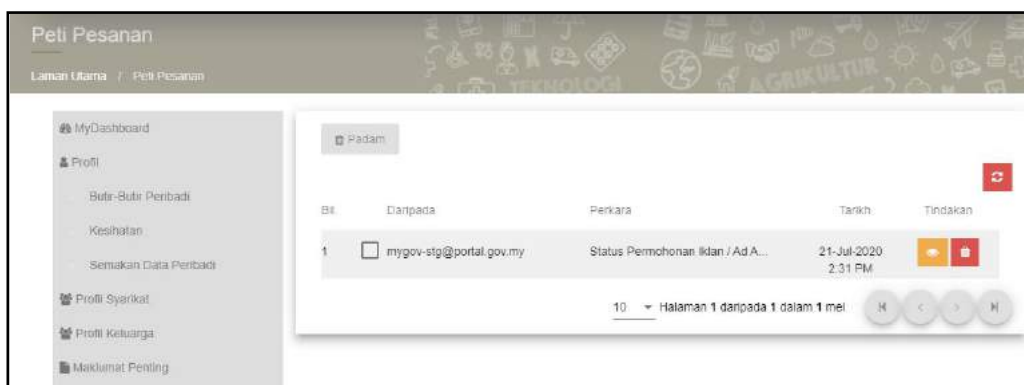 Peti Pesanan
Laman Utama / Peti Pesanan
TEKNOLOGI
AGRIKULTUR
MyDashboard
Profil
Butir-Butir Peribadi
Kesihatan
Semakan Data Peribadi
Profil Syarikat
Profil Keluarga
Maklumat Penting
Padam
Bil. Daripada Perkara Tarikh Tindakan
1 mygov-stg@portal.gov.my Status Permohonan Iklan / Ad A... 21-Jul-2020
2:31 PM
10 Halaman 1 daripada 1 dalam 1 mel